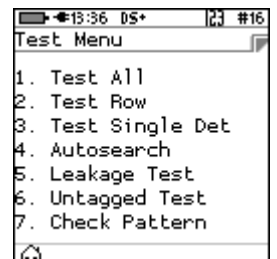 13:36 DS+ 123 #16
Test Menu
1. Test All
2. Test Row
3. Test Single Det
4. Autosearch
5. Leakage Test
6. Untagged Test
7. Check Pattern